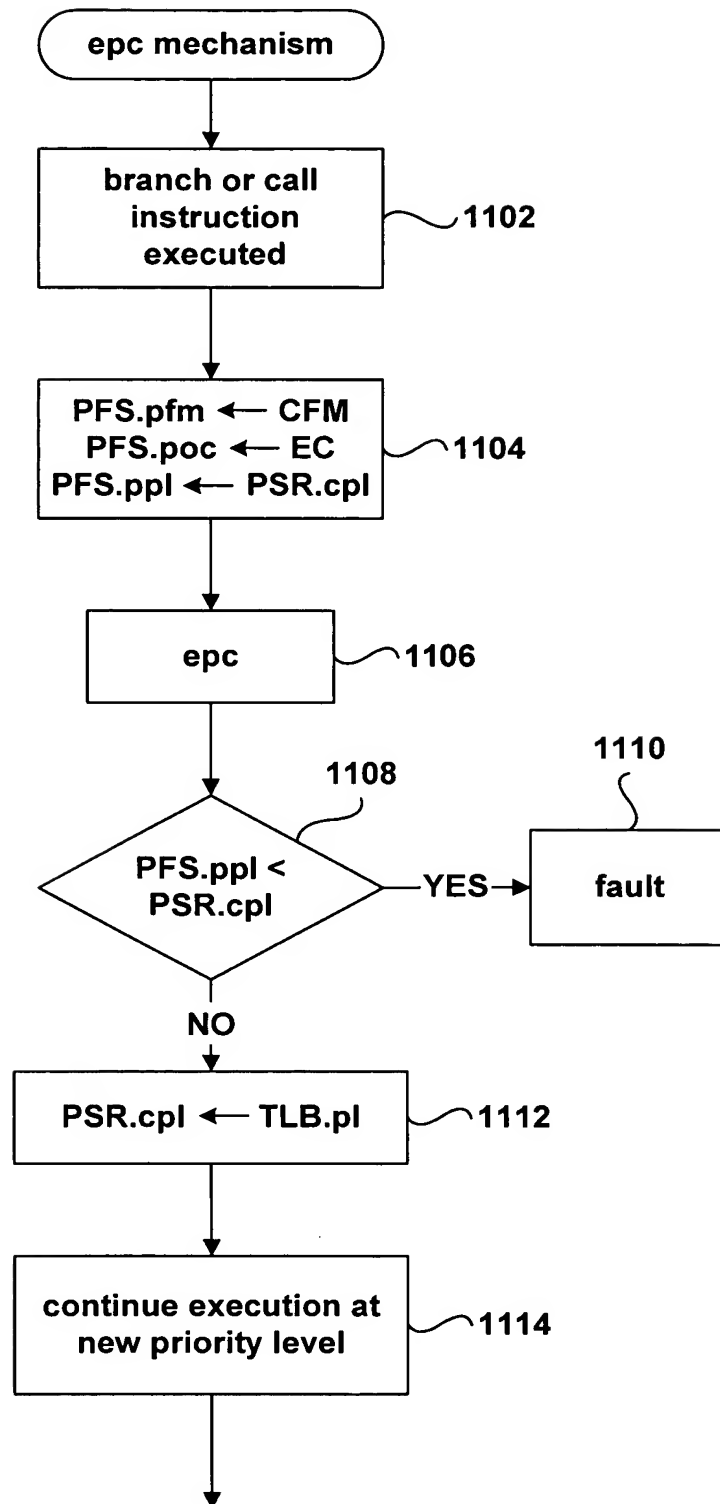 epc mechanism
branch or call
instruction
executed
1102
PFS.pfm ← CFM
PFS.poc ← EC
PFS.ppl ← PSR.cpl
1104
epc
1106
1108
PFS.ppl <
PSR.cpl
YES
1110
fault
NO
PSR.cpl ← TLB.pl
1112
continue execution at
new priority level
1114